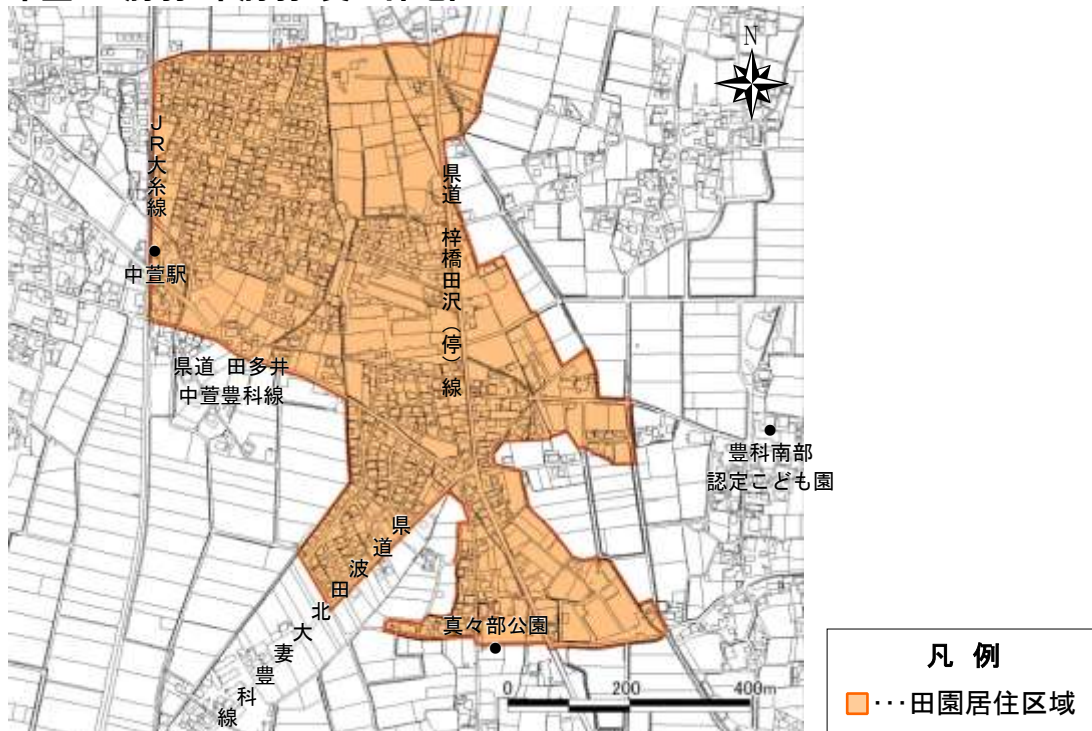 N
JR大糸線
中萱駅
県道 梓橋田沢(停)線
県道 田多井
中萱豊科線
豊科南部
認定こども園
県道波田北大妻豊科線
真々部公園
0 200 400m
凡 例
･･･田園居住区域